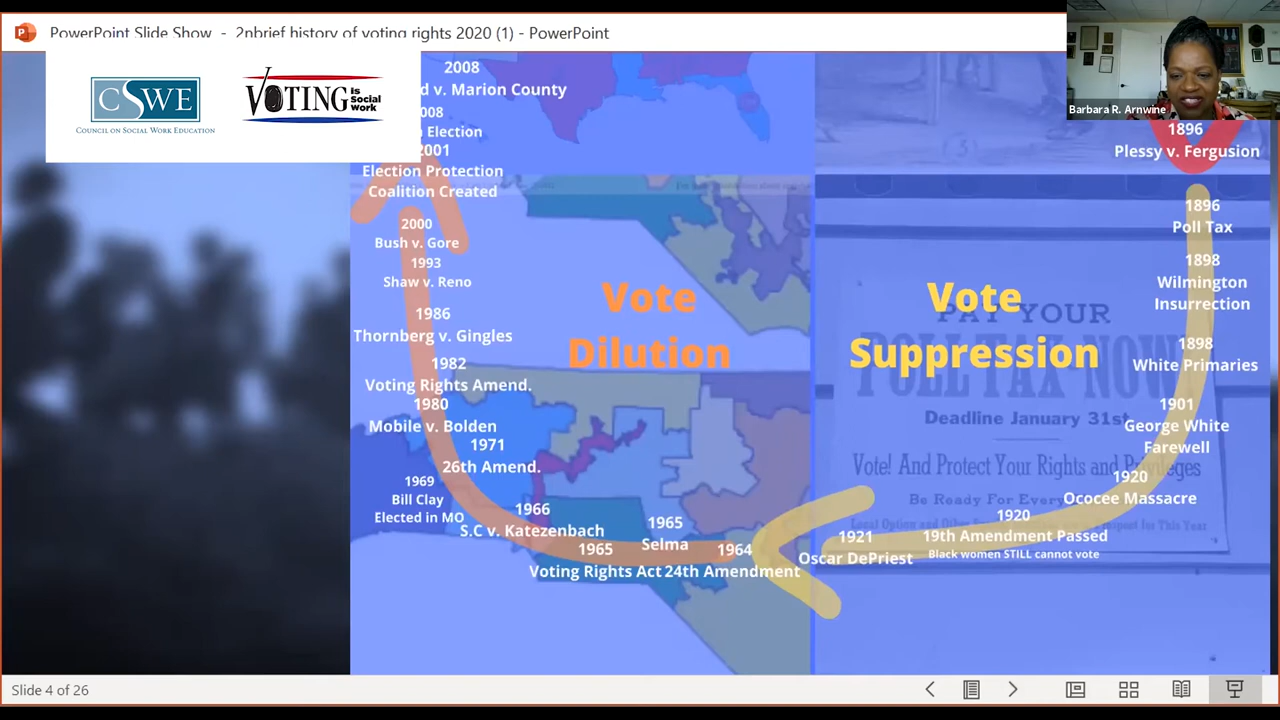 PowerPoint Slide Show - 2nbrief history of voting rights 2020 (1) - PowerPoint
CSWE
COUNCIL ON SOCIAL WORK EDUCATION
VOTING is Social Work
Barbara R. Arnwine
2008
d v. Marion County
008
Election
2001
Election Protection
Coalition Created
2000
Bush v. Gore
1993
Shaw v. Reno
1986
Thornberg v. Gingles
1982
Voting Rights Amend.
1980
Mobile v. Bolden
1971
26th Amend.
1969
Bill Clay
Elected in MO
1966
S.C v. Katezenbach
1965
Voting Rights Act
1965
Selma
1964
24th Amendment
Vote
Dilution
Vote
Suppression
PAY YOUR
POLL TAX NOW
Deadline January 31st
Vote! And Protect Your Rights and Privileges
Be Ready For Every
1896
Plessy v. Fergusion
1896
Poll Tax
1898
Wilmington
Insurrection
1898
White Primaries
1901
George White
Farewell
1920
Ococee Massacre
1920
19th Amendment Passed
Black women STILL cannot vote
1921
Oscar DePriest
Slide 4 of 26